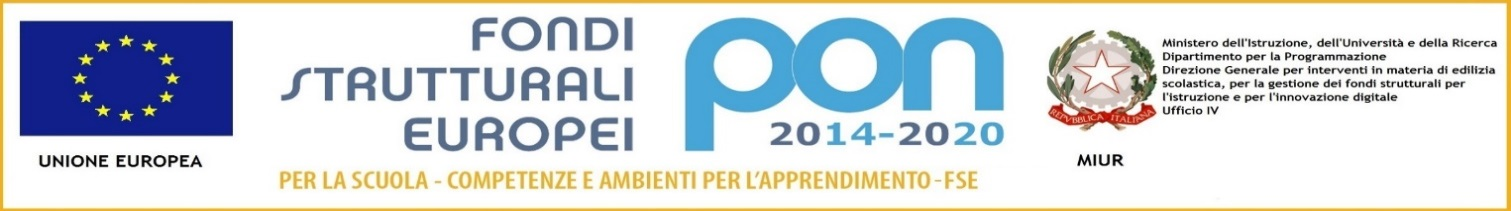 UNIONE EUROPEA
FONDI
STRUTTURALI
EUROPEI
pon
2014-2020
PER LA SCUOLA - COMPETENZE E AMBIENTI PER L'APPRENDIMENTO-FSE
REPVBBLICA ITALIANA
MIUR
Ministero dell'Istruzione, dell'Università e della Ricerca
Dipartimento per la Programmazione
Direzione Generale per interventi in materia di edilizia
scolastica, per la gestione dei fondi strutturali per
l'istruzione e per l'innovazione digitale
Ufficio IV